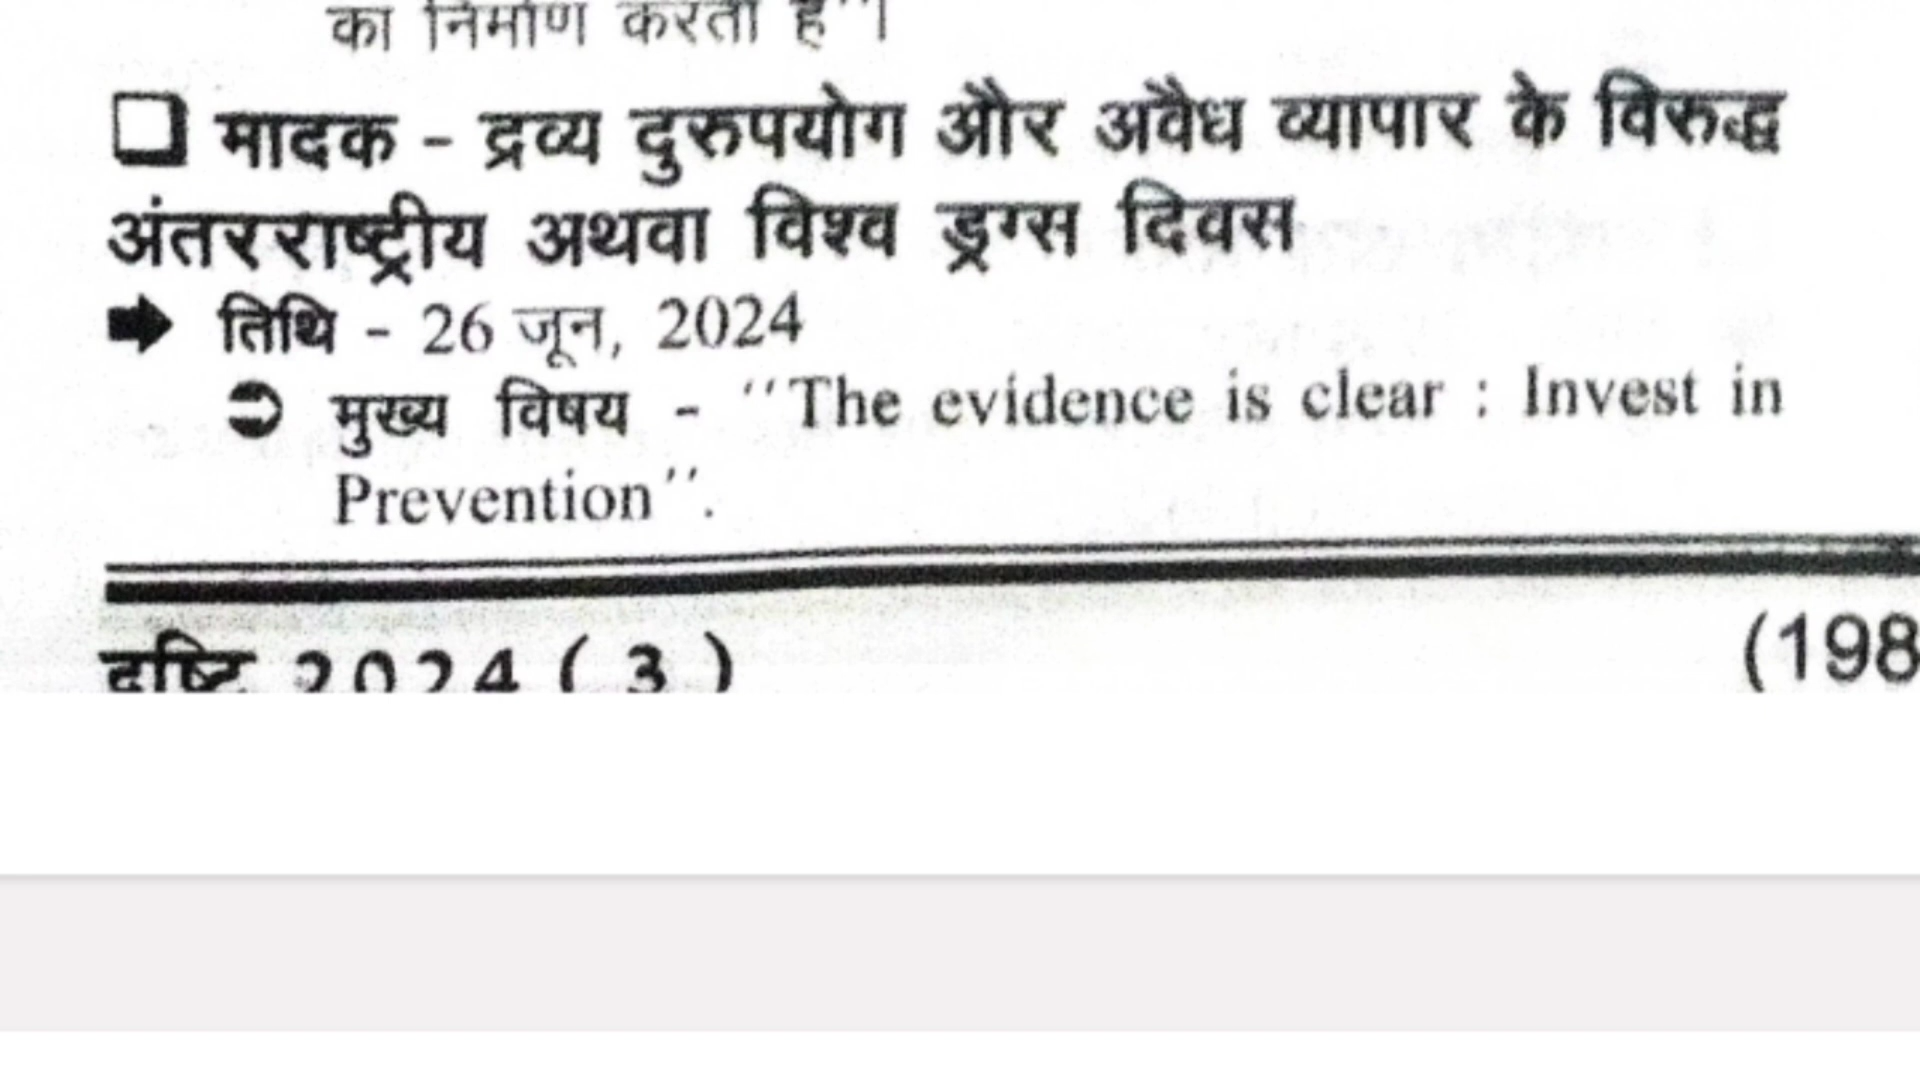 का निर्माण करता है''।
❑ मादक - द्रव्य दुरुपयोग और अवैध व्यापार के विरुद्ध
अंतरराष्ट्रीय अथवा विश्व ड्रग्स दिवस
➡ तिथि - 26 जून, 2024
➲ मुख्य विषय - ''The evidence is clear : Invest in
Prevention''.
दृष्टि 2024 ( 3 ) (198